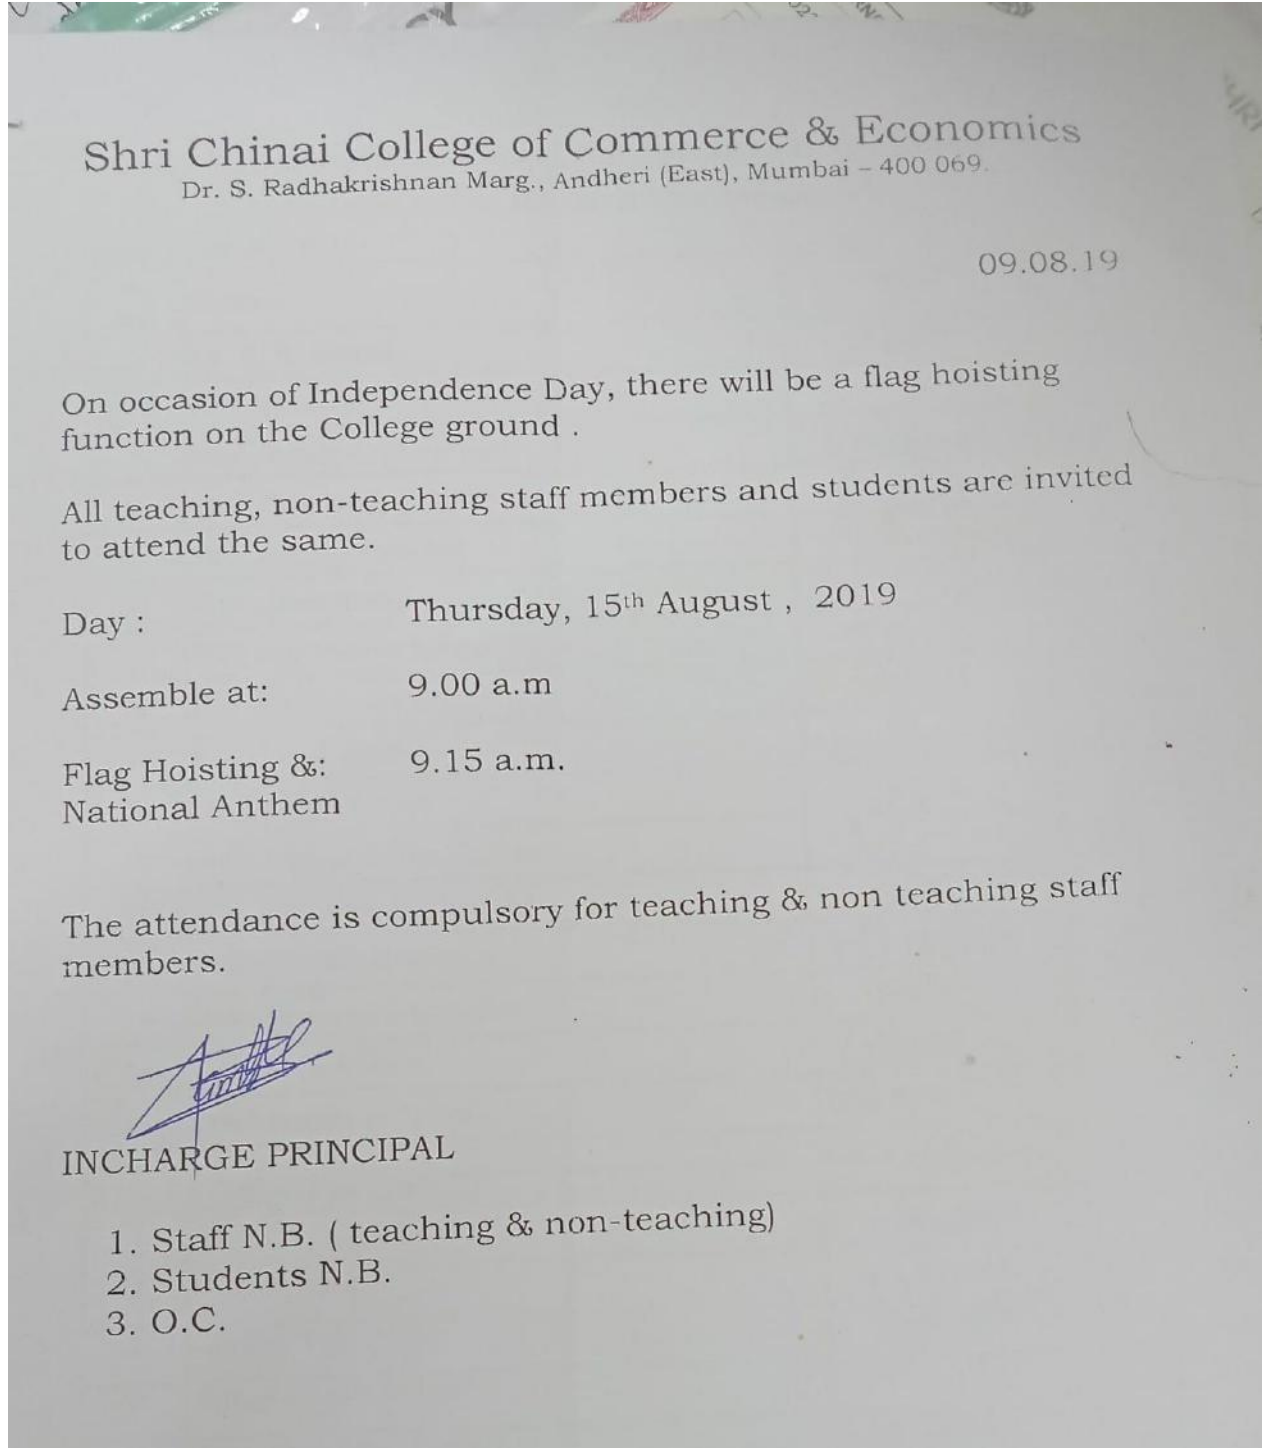 Shri Chinai College of Commerce & Economics
Dr. S. Radhakrishnan Marg., Andheri (East), Mumbai – 400 069.
09.08.19
On occasion of Independence Day, there will be a flag hoisting
function on the College ground .
All teaching, non-teaching staff members and students are invited
to attend the same.
Day : Thursday, 15th August , 2019
Assemble at: 9.00 a.m
Flag Hoisting &: 9.15 a.m.
National Anthem
The attendance is compulsory for teaching & non teaching staff
members.
INCHARGE PRINCIPAL
1. Staff N.B. ( teaching & non-teaching)
2. Students N.B.
3. O.C.